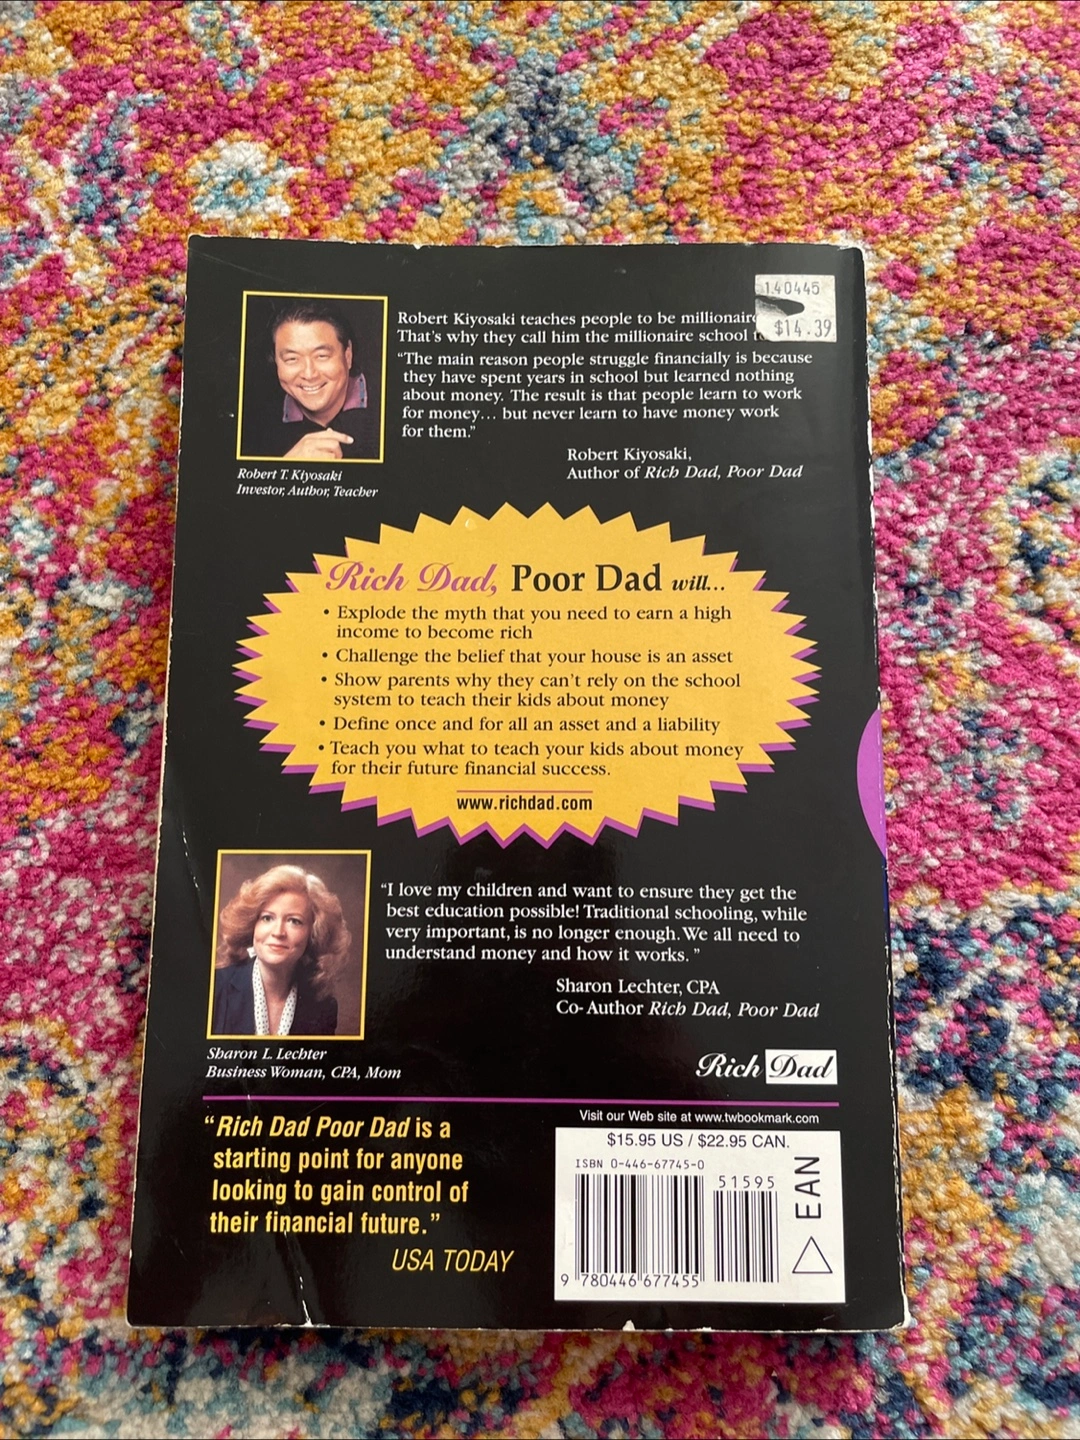 140445
$14.39
Robert Kiyosaki teaches people to be millionair
That's why they call him the millionaire school
“The main reason people struggle financially is because
they have spent years in school but learned nothing
about money. The result is that people learn to work
for money... but never learn to have money work
for them.”
Robert Kiyosaki,
Author of Rich Dad, Poor Dad
Robert T. Kiyosaki
Investor, Author, Teacher
Rich Dad, Poor Dad will...
• Explode the myth that you need to earn a high
income to become rich
• Challenge the belief that your house is an asset
• Show parents why they can't rely on the school
system to teach their kids about money
• Define once and for all an asset and a liability
• Teach you what to teach your kids about money
for their future financial success.
www.richdad.com
“I love my children and want to ensure they get the
best education possible! Traditional schooling, while
very important, is no longer enough. We all need to
understand money and how it works. ”
Sharon Lechter, CPA
Co-Author Rich Dad, Poor Dad
Sharon L. Lechter
Business Woman, CPA, Mom
Rich Dad
“Rich Dad Poor Dad is a
starting point for anyone
looking to gain control of
their financial future.”
USA TODAY
Visit our Web site at www.twbookmark.com
$15.95 US / $22.95 CAN.
ISBN 0-446-67745-0
51595
EAN
9 780446 677455